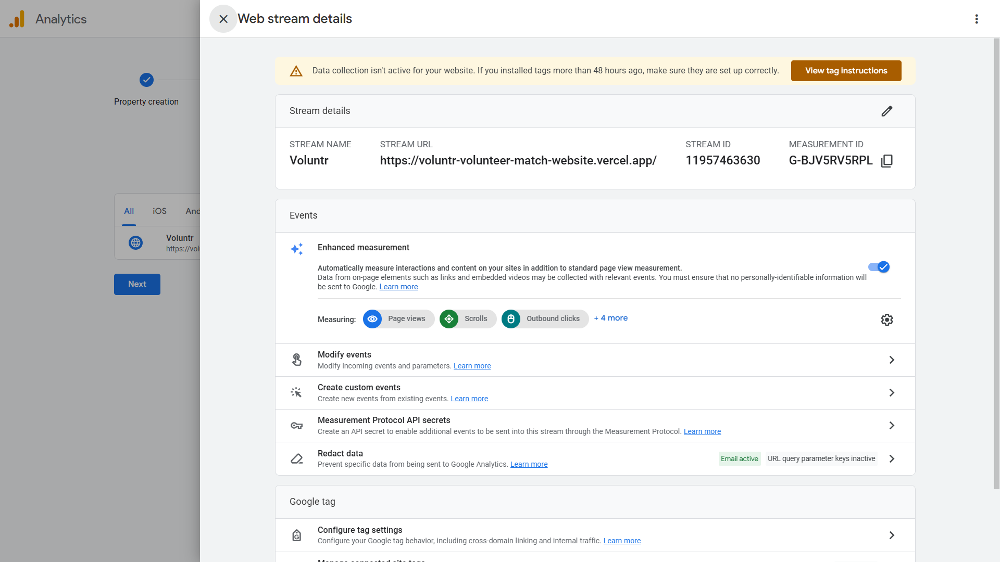 Analytics
Property creation
All
iOS
Voluntr
Next
Web stream details
Data collection isn't active for your website. If you installed tags more than 48 hours ago, make sure they are set up correctly.
View tag instructions
Stream details
STREAM NAME
Voluntr
STREAM URL
https://voluntr-volunteer-match-website.vercel.app/
STREAM ID
11957463630
MEASUREMENT ID
G-BJV5RV5RPL
Events
Enhanced measurement
Automatically measure interactions and content on your sites in addition to standard page view measurement.
Data from on-page elements such as links and embedded videos may be collected with relevant events. You must ensure that no personally-identifiable information will
be sent to Google. Learn more
Measuring:
Page views
Scrolls
Outbound clicks
+ 4 more
Modify events
Modify incoming events and parameters. Learn more
Create custom events
Create new events from existing events. Learn more
Measurement Protocol API secrets
Create an API secret to enable additional events to be sent into this stream through the Measurement Protocol. Learn more
Redact data
Prevent specific data from being sent to Google Analytics. Learn more
Email active
URL query parameter keys inactive
Google tag
Configure tag settings
Configure your Google tag behavior, including cross-domain linking and internal traffic. Learn more